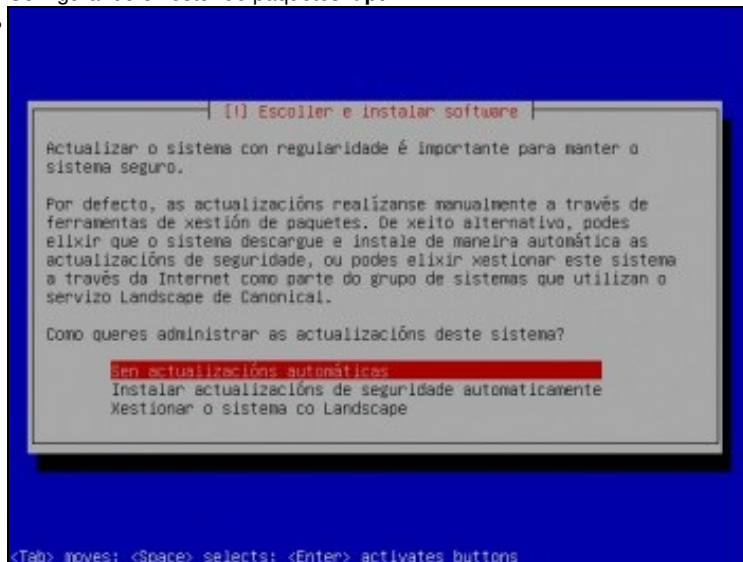 [!] Escoller e instalar software
Actualizar o sistema con regularidade é importante para manter o
sistema seguro.
Por defecto, as actualizacións realízanse manualmente a través de
ferramentas de xestión de paquetes. De xeito alternativo, podes
elixir que o sistema descargue e instale de maneira automática as
actualizacións de seguridade, ou podes elixir xestionar este sistema
a través da Internet como parte do grupo de sistemas que utilizan o
servizo Landscape de Canonical.
Como queres administrar as actualizacións deste sistema?
Sen actualizacións automáticas
Instalar actualizacións de seguridade automaticamente
Xestionar o sistema co Landscape
<Tab> moves; <Space> selects; <Enter> activates buttons